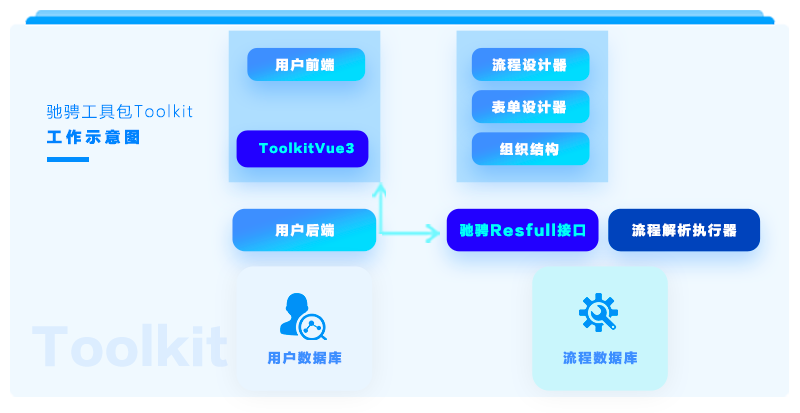 驰骋工具包Toolkit
工作示意图
用户前端
ToolkitVue3
流程设计器
表单设计器
组织结构
用户后端
驰骋Resfull接口
流程解析执行器
用户数据库
流程数据库
Toolkit